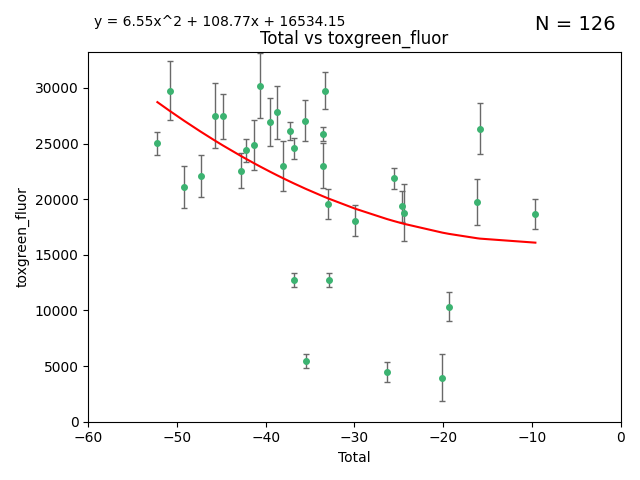 y = 6.55x^2 + 108.77x + 16534.15
N = 126
Total vs toxgreen_fluor
30000
25000
20000
15000
10000
5000
0
toxgreen_fluor
−60
−50
−40
−30
−20
−10
0
Total